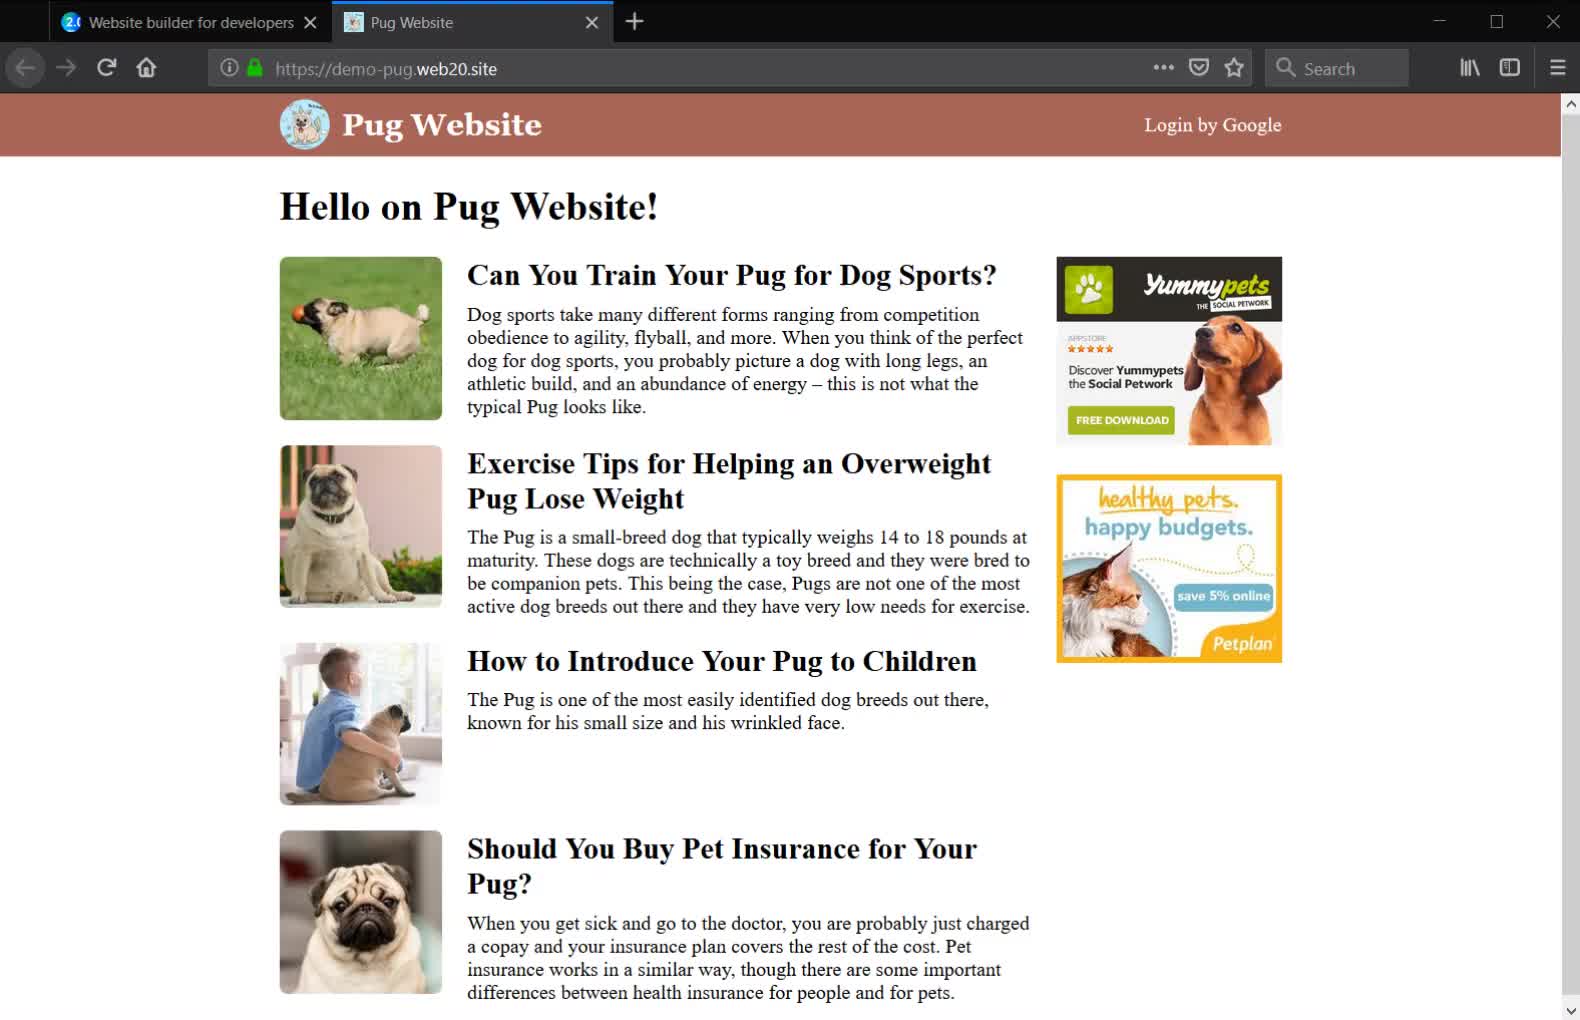 Website builder for developers
Pug Website
https://demo-pug.web20.site
Search
Pug Website
Login by Google
Hello on Pug Website!
Can You Train Your Pug for Dog Sports?
Dog sports take many different forms ranging from competition
obedience to agility, flyball, and more. When you think of the perfect
dog for dog sports, you probably picture a dog with long legs, an
athletic build, and an abundance of energy – this is not what the
typical Pug looks like.
Exercise Tips for Helping an Overweight
Pug Lose Weight
The Pug is a small-breed dog that typically weighs 14 to 18 pounds at
maturity. These dogs are technically a toy breed and they were bred to
be companion pets. This being the case, Pugs are not one of the most
active dog breeds out there and they have very low needs for exercise.
How to Introduce Your Pug to Children
The Pug is one of the most easily identified dog breeds out there,
known for his small size and his wrinkled face.
Should You Buy Pet Insurance for Your
Pug?
When you get sick and go to the doctor, you are probably just charged
a copay and your insurance plan covers the rest of the cost. Pet
insurance works in a similar way, though there are some important
differences between health insurance for people and for pets.
Yummypets
THE SOCIAL PETWORK
APPSTORE
Discover Yummypets
the Social Petwork
FREE DOWNLOAD
healthy pets.
happy budgets.
save 5% online
Petplan